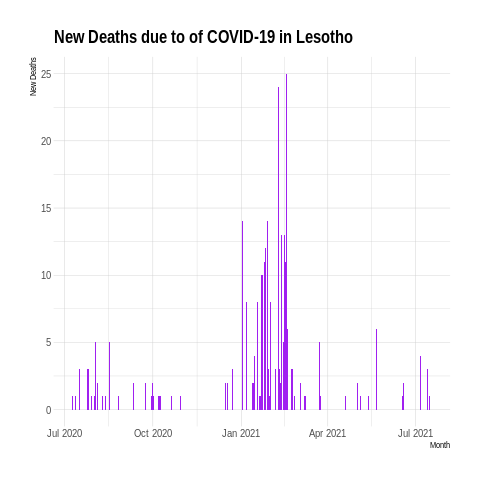 New Deaths due to of COVID-19 in Lesotho
New Deaths
25
20
15
10
5
0
Jul 2020 Oct 2020 Jan 2021 Apr 2021 Jul 2021
Month